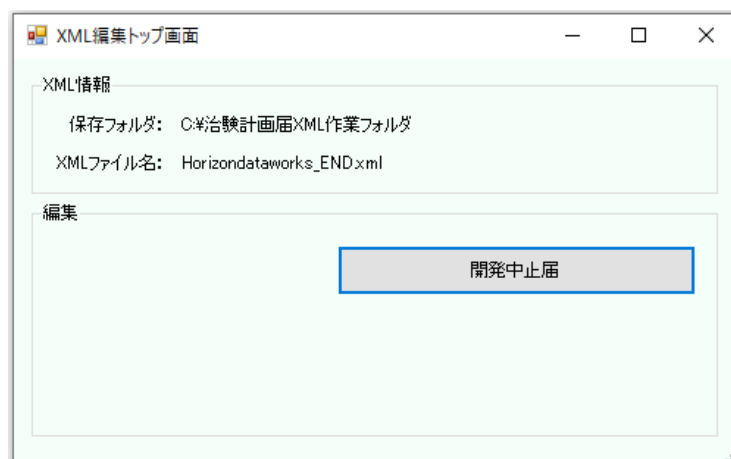 XML編集トップ画面
XML情報
保存フォルダ: C:¥治験計画届XML作業フォルダ
XMLファイル名: Horizondataworks_END.xml
編集
開発中止届